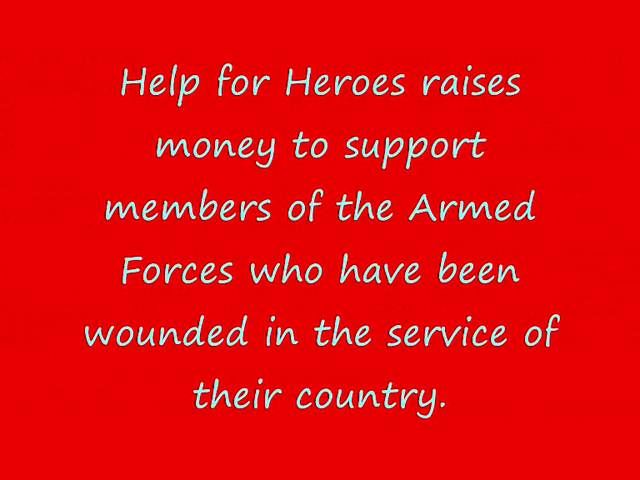 Help for Heroes raises
money to support
members of the Armed
Forces who have been
wounded in the service of
their country.